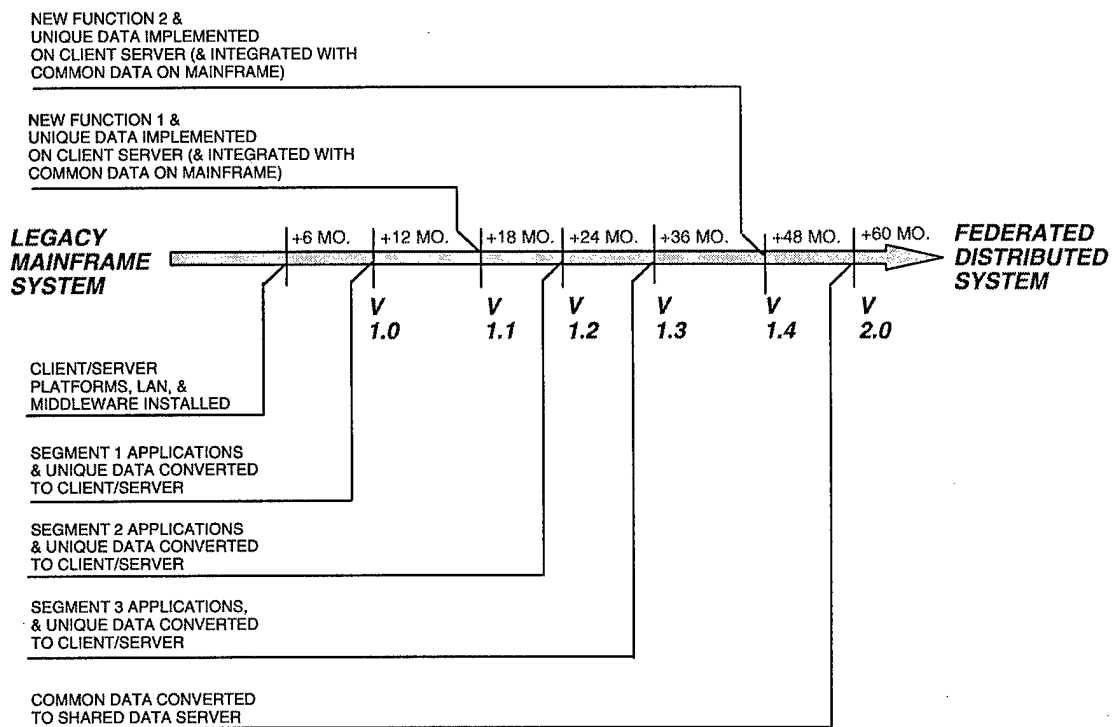 NEW FUNCTION 2 &
UNIQUE DATA IMPLEMENTED
ON CLIENT SERVER (& INTEGRATED WITH
COMMON DATA ON MAINFRAME)
NEW FUNCTION 1 &
UNIQUE DATA IMPLEMENTED
ON CLIENT SERVER (& INTEGRATED WITH
COMMON DATA ON MAINFRAME)
LEGACY
MAINFRAME
SYSTEM
+6 MO.
+12 MO.
+18 MO.
+24 MO.
+36 MO.
+48 MO.
+60 MO.
FEDERATED
DISTRIBUTED
SYSTEM
V
1.0
V
1.1
V
1.2
V
1.3
V
1.4
V
2.0
CLIENT/SERVER
PLATFORMS, LAN, &
MIDDLEWARE INSTALLED
SEGMENT 1 APPLICATIONS
& UNIQUE DATA CONVERTED
TO CLIENT/SERVER
SEGMENT 2 APPLICATIONS
& UNIQUE DATA CONVERTED
TO CLIENT/SERVER
SEGMENT 3 APPLICATIONS,
& UNIQUE DATA CONVERTED
TO CLIENT/SERVER
COMMON DATA CONVERTED
TO SHARED DATA SERVER